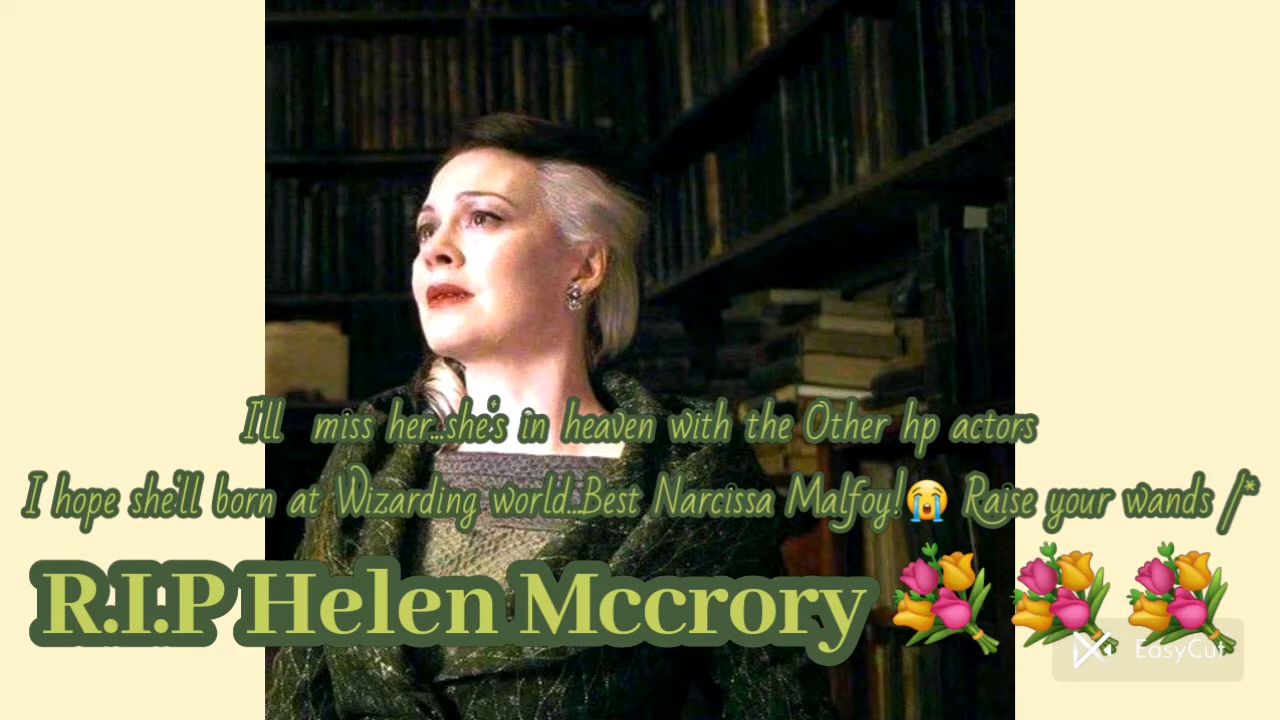 I'll miss her...she's in heaven with the Other hp actors
I hope she'll born at Wizarding world...Best Narcissa Malfoy!😭 Raise your wands /*
R.I.P Helen Mccrory 💐 💐 💐
EasyCut